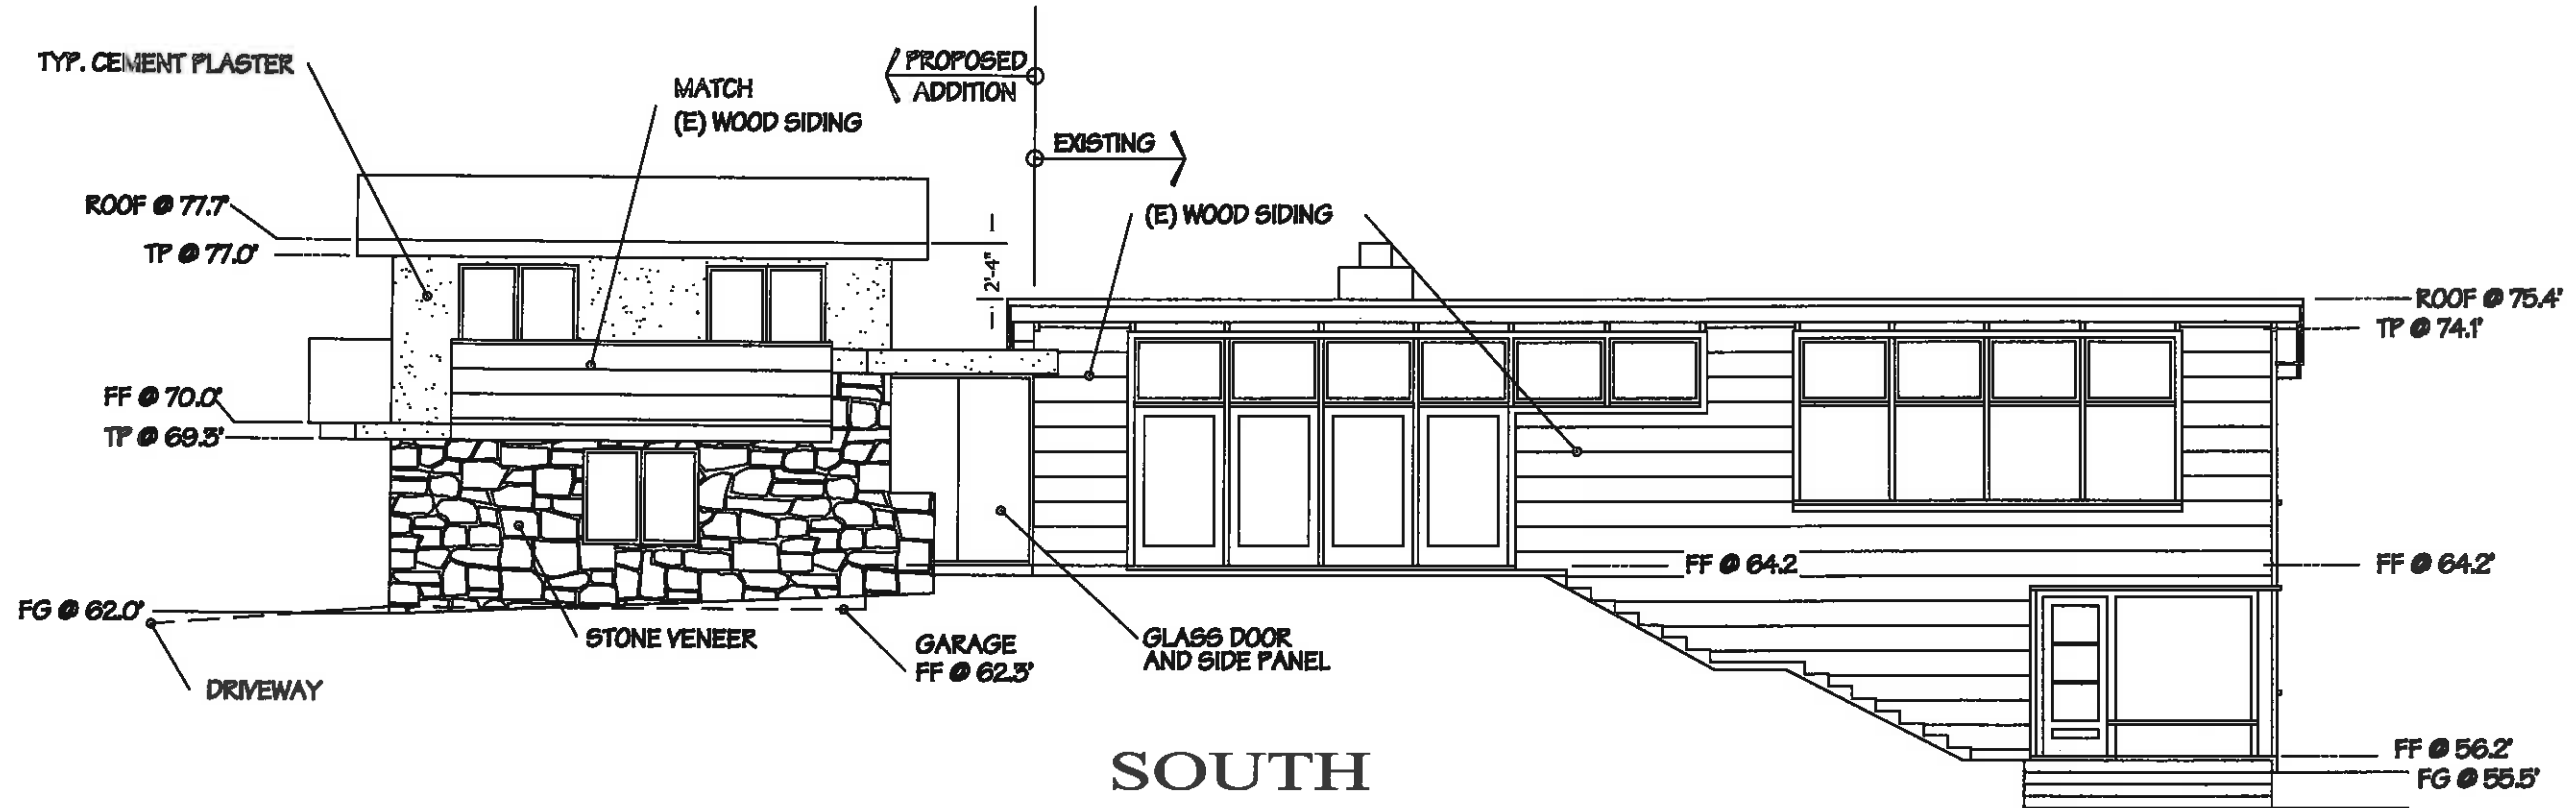 TYP. CEMENT PLASTER
PROPOSED
ADDITION
MATCH
(E) WOOD SIDING
EXISTING
ROOF @ 77.7'
TP @ 77.0'
(E) WOOD SIDING
2'-4"
ROOF @ 75.4'
TP @ 74.1'
FF @ 70.0'
TP @ 69.3'
FF @ 64.2
FF @ 64.2'
FG @ 62.0'
STONE VENEER
GARAGE
FF @ 62.3'
GLASS DOOR
AND SIDE PANEL
DRIVEWAY
FF @ 56.2'
FG @ 55.5'
SOUTH